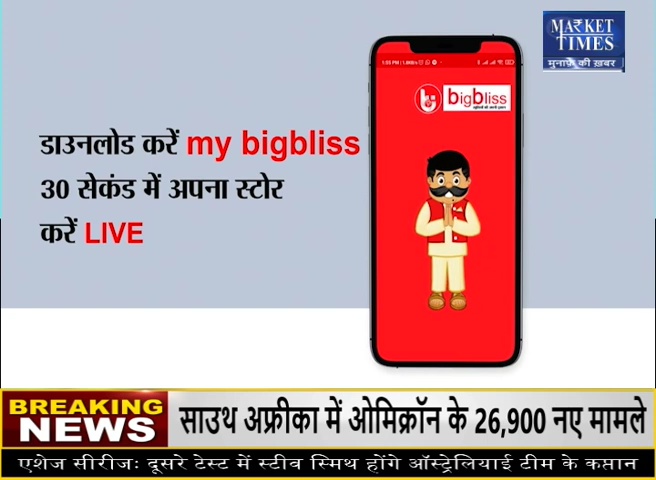 MARKET
TIMES
मुनाफ़े की ख़बर
bigbliss
डाउनलोड करें my bigbliss
30 सेकंड में अपना स्टोर
करें LIVE
BREAKING
NEWS
साउथ अफ्रीका में ओमिक्रॉन के 26,900 नए मामले
एशेज सीरीजः दूसरे टेस्ट में स्टीव स्मिथ होंगे ऑस्ट्रेलियाई टीम के कप्तान